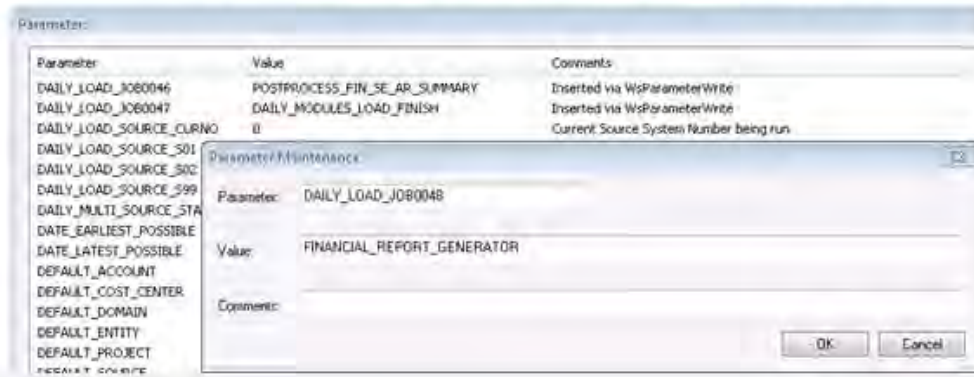 Parameter:
Parameter Value Comments
DAILY_LOAD_JOB0046 POSTPROCESS_FIN_SE_AR_SUMMARY Inserted via WsParameterWrite
DAILY_LOAD_JOB0047 DAILY_MODULES_LOAD_FINISH Inserted via WsParameterWrite
DAILY_LOAD_SOURCE_CURNO 0 Current Source System Number being run
DAILY_LOAD_SOURCE_S01
DAILY_LOAD_SOURCE_S02
DAILY_LOAD_SOURCE_S99
DAILY_MULTI_SOURCE_STA
DATE_EARLIEST_POSSIBLE
DATE_LATEST_POSSIBLE
DEFAULT_ACCOUNT
DEFAULT_COST_CENTER
DEFAULT_DOMAIN
DEFAULT_ENTITY
DEFAULT_PROJECT
DEFAULT_SOURCE
Parameter Maintenance
Parameter: DAILY_LOAD_JOB0048
Value: FINANCIAL_REPORT_GENERATOR
Comments:
OK Cancel